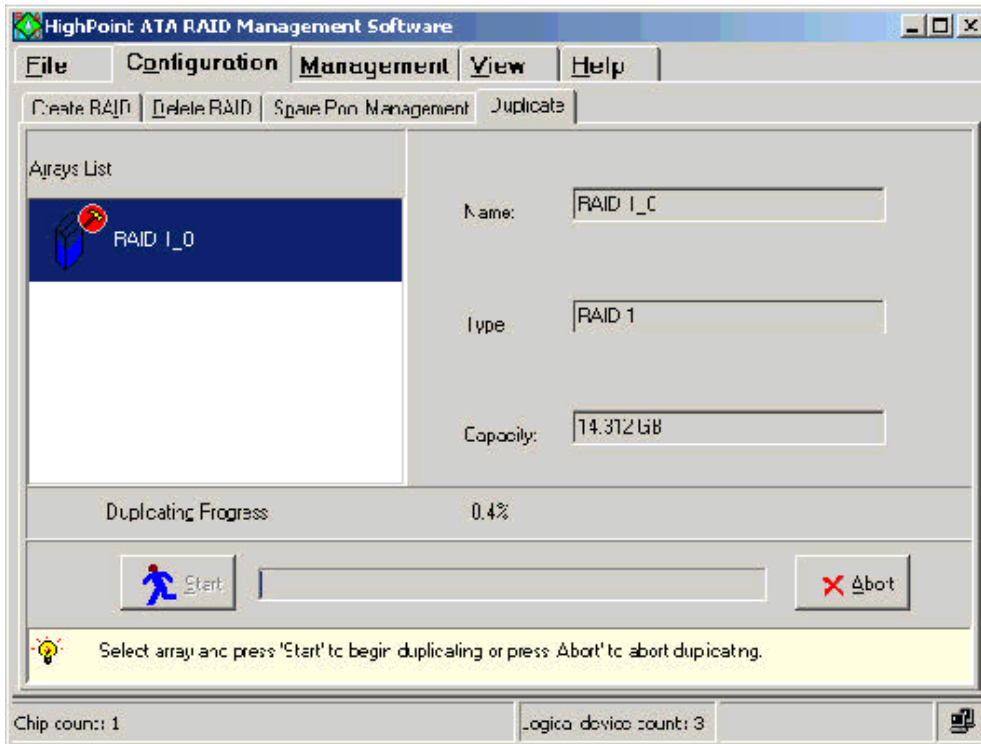 HighPoint ATA RAID Management Software
File Configuration Management View Help
Create RAID Delete RAID Spare Pool Management Duplicate
Arrays List
RAID 1_0
Name: RAID 1_0
Type RAID 1
Capacity: 14.312 GB
Duplicating Progress 0.4%
Start Abort
Select array and press 'Start' to begin duplicating or press 'Abort' to abort duplicating.
Chip count: 1 Logical device count: 3